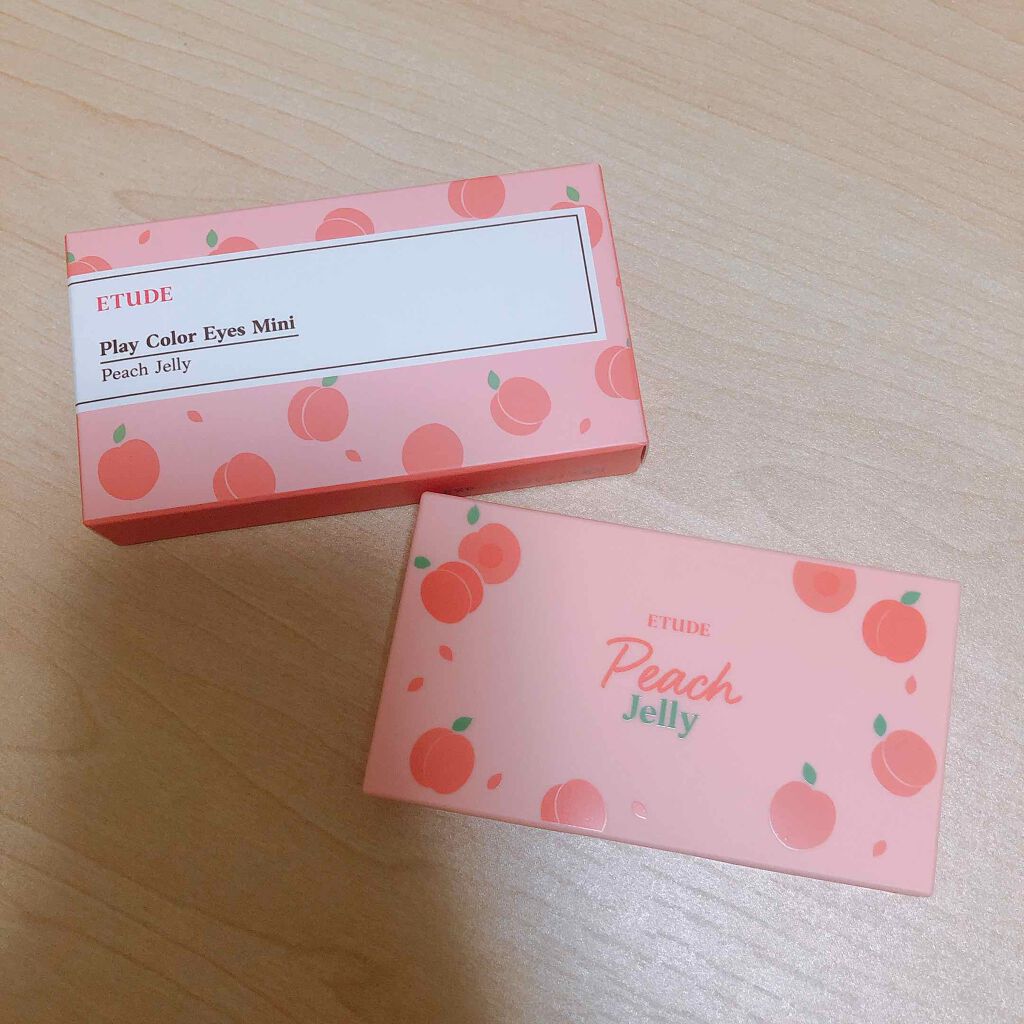 ETUDE
Play Color Eyes Mini
Peach Jelly
ETUDE
Peach
Jelly